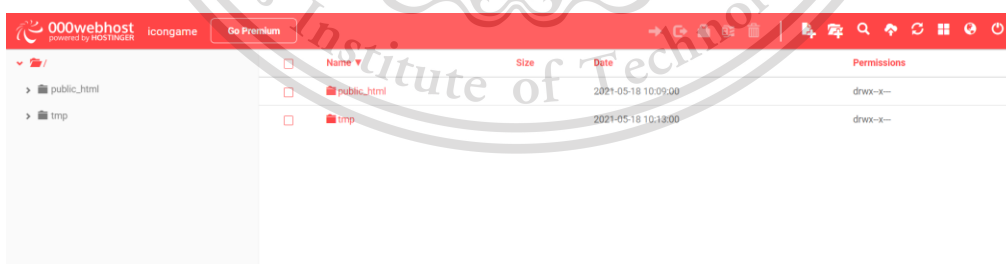 000webhost
powered by HOSTINGER
icongame
Go Premium
/
public_html
tmp
Name ▼ Size Date Permissions
public_html 2021-05-18 10:09:00 drwx--x---
tmp 2021-05-18 10:13:00 drwx--x---
Institute of Techno